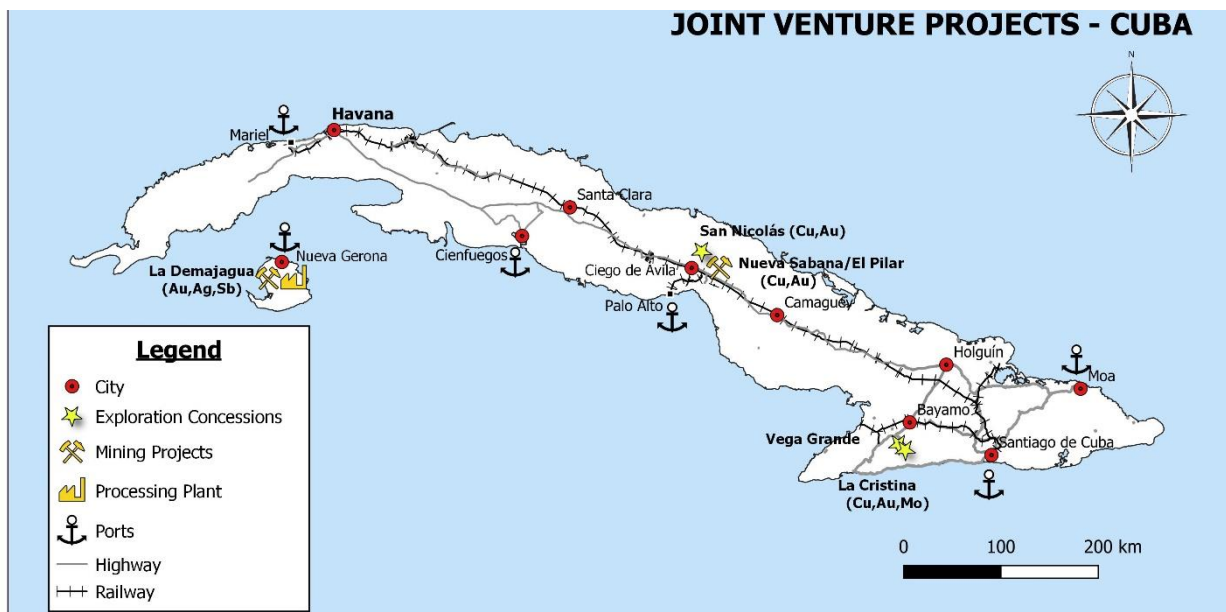 JOINT VENTURE PROJECTS - CUBA
N
Havana
Mariel
Santa Clara
San Nicolás (Cu,Au)
Nueva Gerona
Cienfuegos
La Demajagua
(Au,Ag,Sb)
Ciego de Avila
Nueva Sabana/El Pilar
(Cu,Au)
Palo Alto
Camaguey
Holguín
Moa
Bayamo
Vega Grande
Santiago de Cuba
La Cristina
(Cu,Au,Mo)
Legend
City
Exploration Concessions
Mining Projects
Processing Plant
Ports
Highway
Railway
0 100 200 km